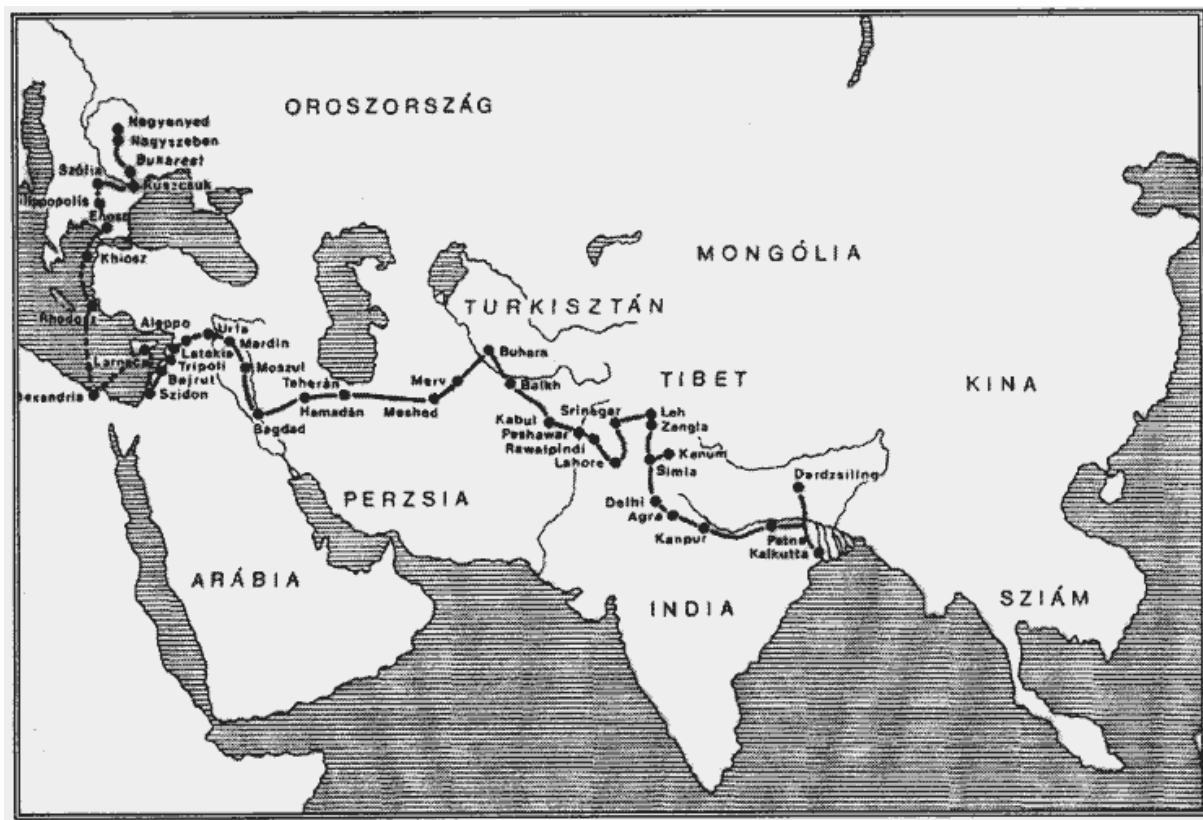 OROSZORSZÁG
Nagyenyed
Nagyszeben
Bukarest
Szófia
Ruszcsuk
ilippopolis
Enosz
Khiosz
Rhodosz
MONGÓLIA
TURKISZTÁN
Aleppo
Urfa
Mardin
Larnaca
Latakia
Tripoli
Moszul
Bejrut
Szidon
exandria
Bagdad
Teherán
Hamadán
Meshed
Merv
Buhara
Balkh
TIBET
KINA
Kabul
Peshawar
Rawalpindi
Lahore
Srinagar
Leh
Zangla
Kanum
Simla
Dardzsiling
Delhi
Agra
Kanpur
Patna
Kalkutta
PERZSIA
ARÁBIA
INDIA
SZIÁM